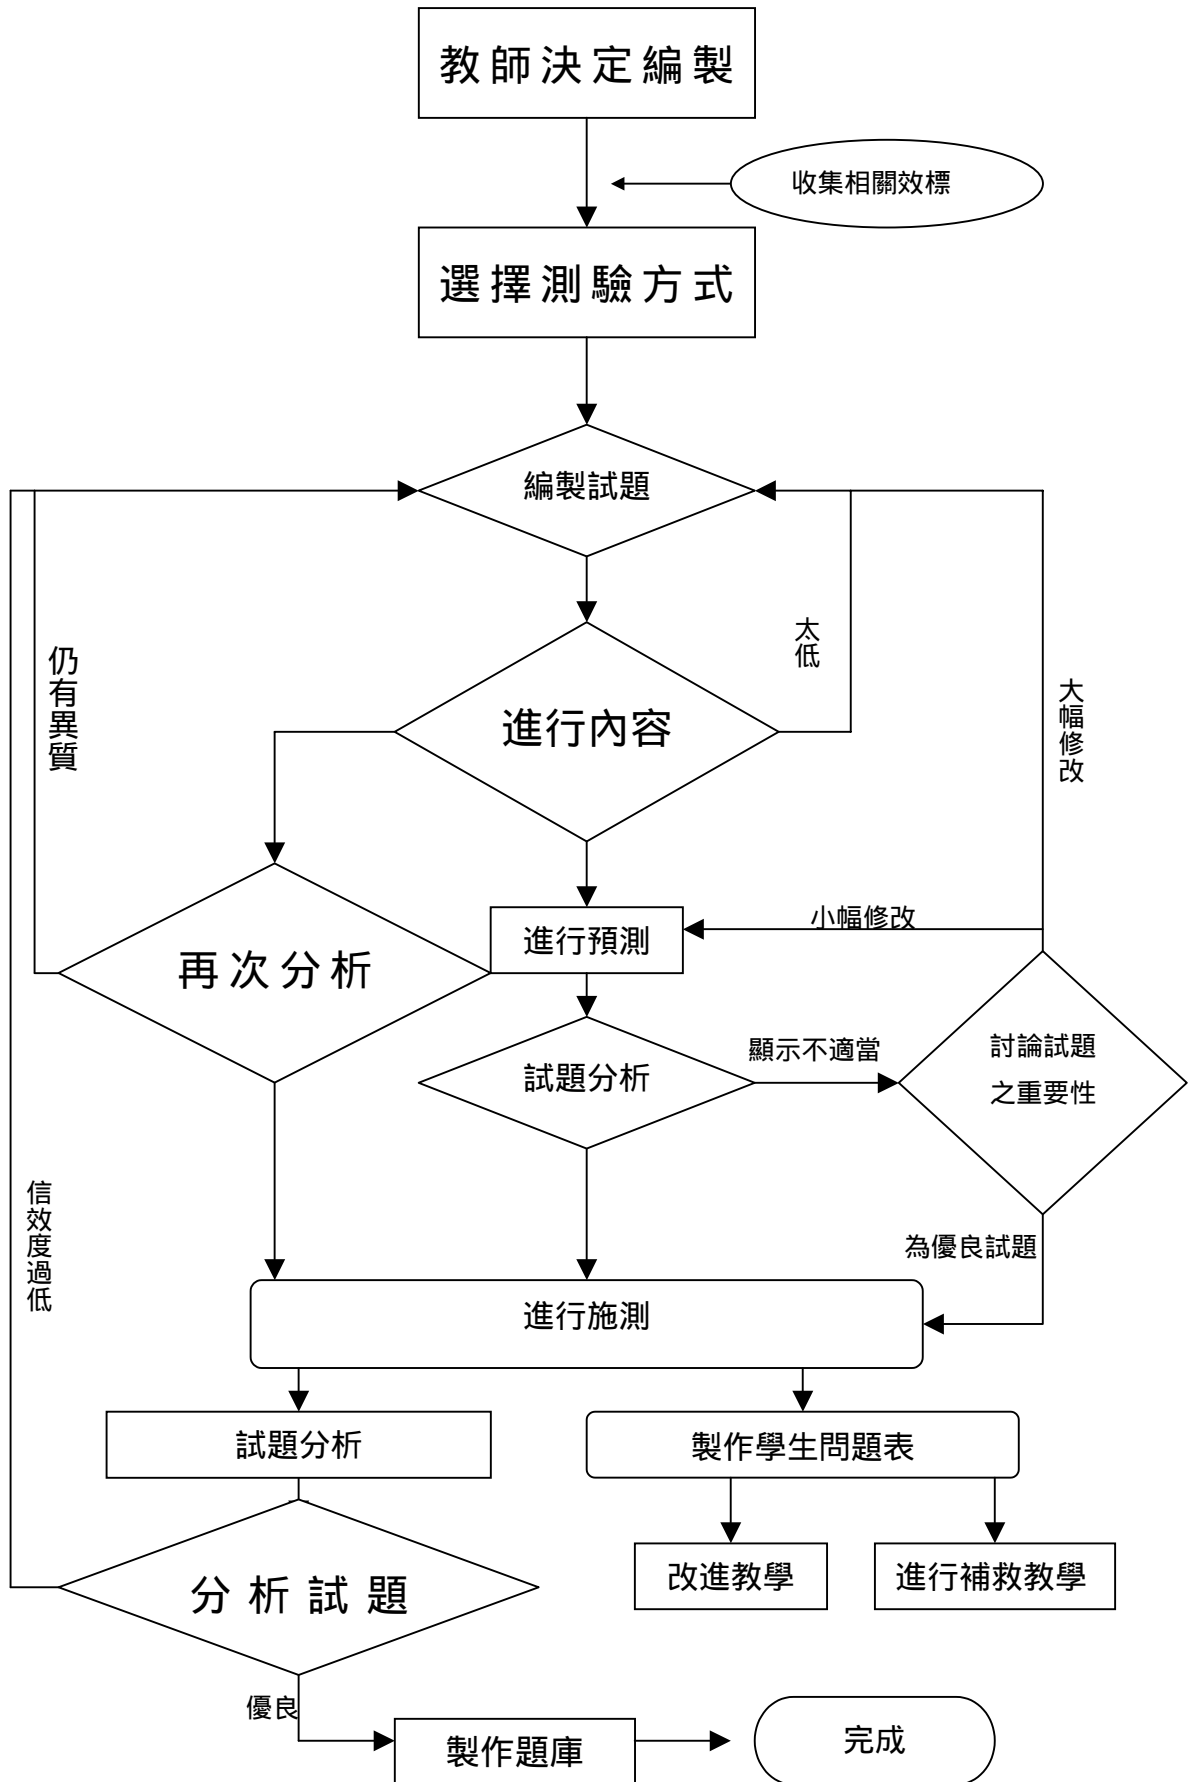 教師決定編製
收集相關效標
選擇測驗方式
編製試題
太低
仍有異質
進行內容
大幅修改
小幅修改
進行預測
再次分析
顯示不適當
試題分析
討論試題
之重要性
信效度過低
為優良試題
進行施測
試題分析
製作學生問題表
改進教學
進行補救教學
分析試題
優良
製作題庫
完成